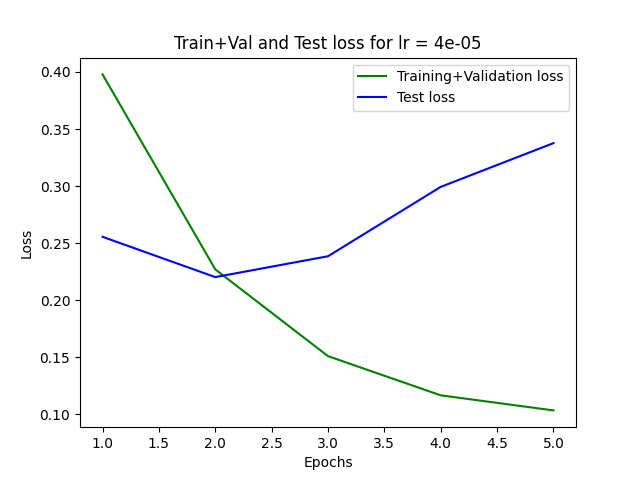 Train+Val and Test loss for lr = 4e-05
Training+Validation loss
Test loss
0.40
0.35
0.30
0.25
0.20
0.15
0.10
Loss
1.0 1.5 2.0 2.5 3.0 3.5 4.0 4.5 5.0
Epochs